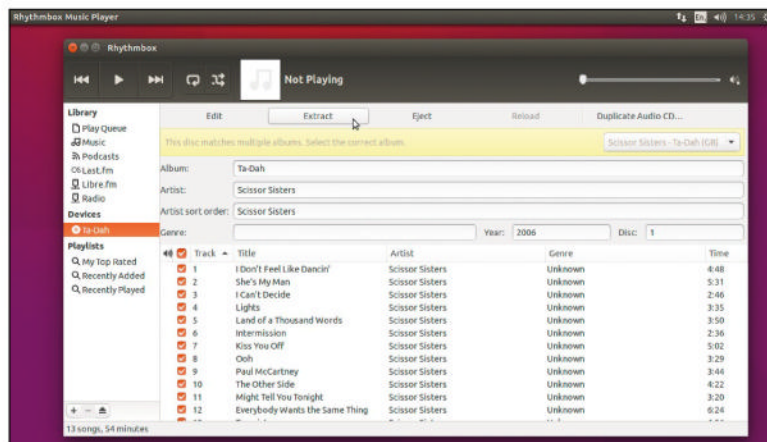 Rhythmbox Music Player En 14:35
Rhythmbox
Not Playing
Library
Play Queue
Music
Podcasts
Last.fm
Libre.fm
Radio
Devices
Ta-Dah
Playlists
My Top Rated
Recently Added
Recently Played
Edit Extract Eject Reload Duplicate Audio CD...
This disc matches multiple albums. Select the correct album. Scissor Sisters - Ta-Dah (GB)
Album: Ta-Dah
Artist: Scissor Sisters
Artist sort order: Scissor Sisters
Genre: Year: 2006 Disc: 1
Track Title Artist Genre Time
1 I Don't Feel Like Dancin' Scissor Sisters Unknown 4:48
2 She's My Man Scissor Sisters Unknown 5:31
3 I Can't Decide Scissor Sisters Unknown 2:46
4 Lights Scissor Sisters Unknown 3:35
5 Land of a Thousand Words Scissor Sisters Unknown 3:50
6 Intermission Scissor Sisters Unknown 2:36
7 Kiss You Off Scissor Sisters Unknown 5:02
8 Ooh Scissor Sisters Unknown 3:29
9 Paul McCartney Scissor Sisters Unknown 3:44
10 The Other Side Scissor Sisters Unknown 4:22
11 Might Tell You Tonight Scissor Sisters Unknown 3:20
12 Everybody Wants the Same Thing Scissor Sisters Unknown 6:24
13 songs, 54 minutes